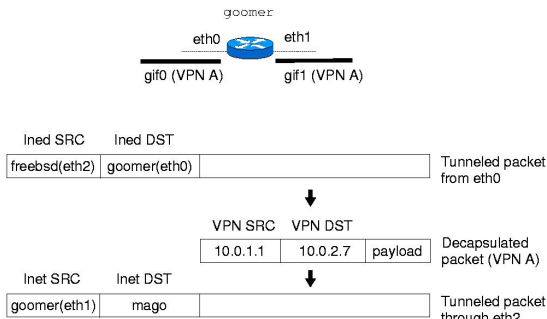 goomer
eth0
eth1
gif0 (VPN A)
gif1 (VPN A)
Ined SRC
Ined DST
freebsd(eth2)
goomer(eth0)
Tunneled packet
from eth0
VPN SRC
VPN DST
10.0.1.1
10.0.2.7
payload
Decapsulated
packet (VPN A)
Inet SRC
Inet DST
goomer(eth1)
mago
Tunneled packet
through eth2